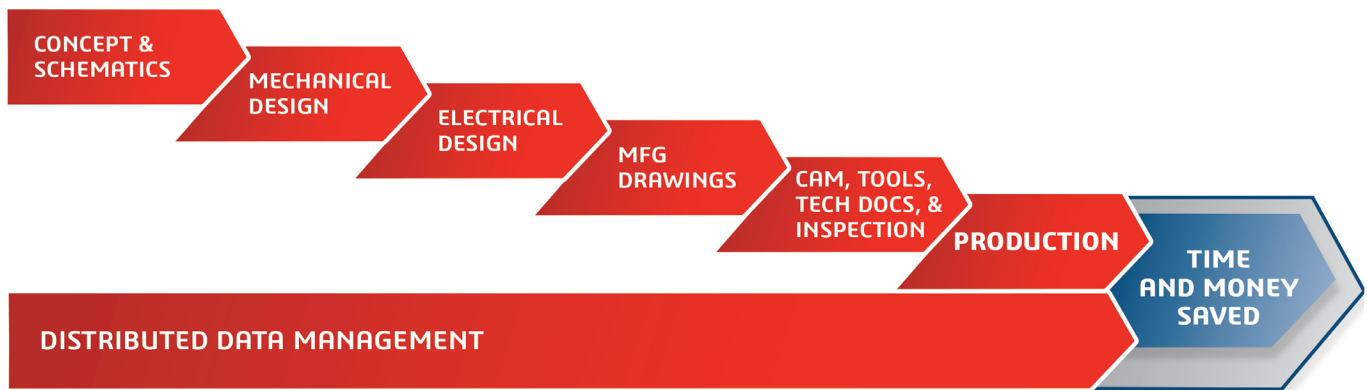 CONCEPT &
SCHEMATICS
MECHANICAL
DESIGN
ELECTRICAL
DESIGN
MFG
DRAWINGS
CAM, TOOLS,
TECH DOCS, &
INSPECTION
PRODUCTION
TIME
AND MONEY
SAVED
DISTRIBUTED DATA MANAGEMENT